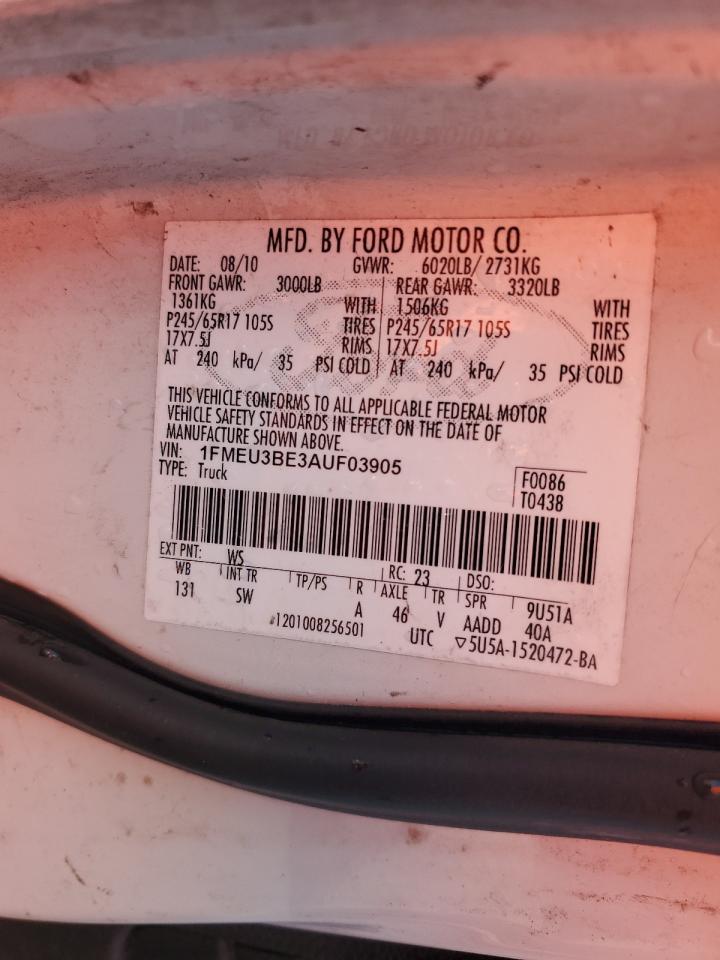 MFD. BY FORD MOTOR CO.
DATE: 08/10 GVWR: 6020LB/ 2731KG
FRONT GAWR: 3000LB REAR GAWR: 3320LB
1361KG WITH 1506KG WITH
P245/65R17 105S TIRES P245/65R17 105S TIRES
17X7.5J RIMS 17X7.5J RIMS
AT 240 kPa/ 35 PSI COLD AT 240 kPa/ 35 PSI COLD
THIS VEHICLE CONFORMS TO ALL APPLICABLE FEDERAL MOTOR
VEHICLE SAFETY STANDARDS IN EFFECT ON THE DATE OF
MANUFACTURE SHOWN ABOVE.
VIN: 1FMEU3BE3AUF03905
TYPE: Truck F0086
T0438
EXT PNT: WS RC: 23 DSO:
WB INT TR TP/PS R AXLE TR SPR 9U51A
131 SW A 46 V AADD 40A
1201008256501 UTC ▽5U5A-1520472-BA